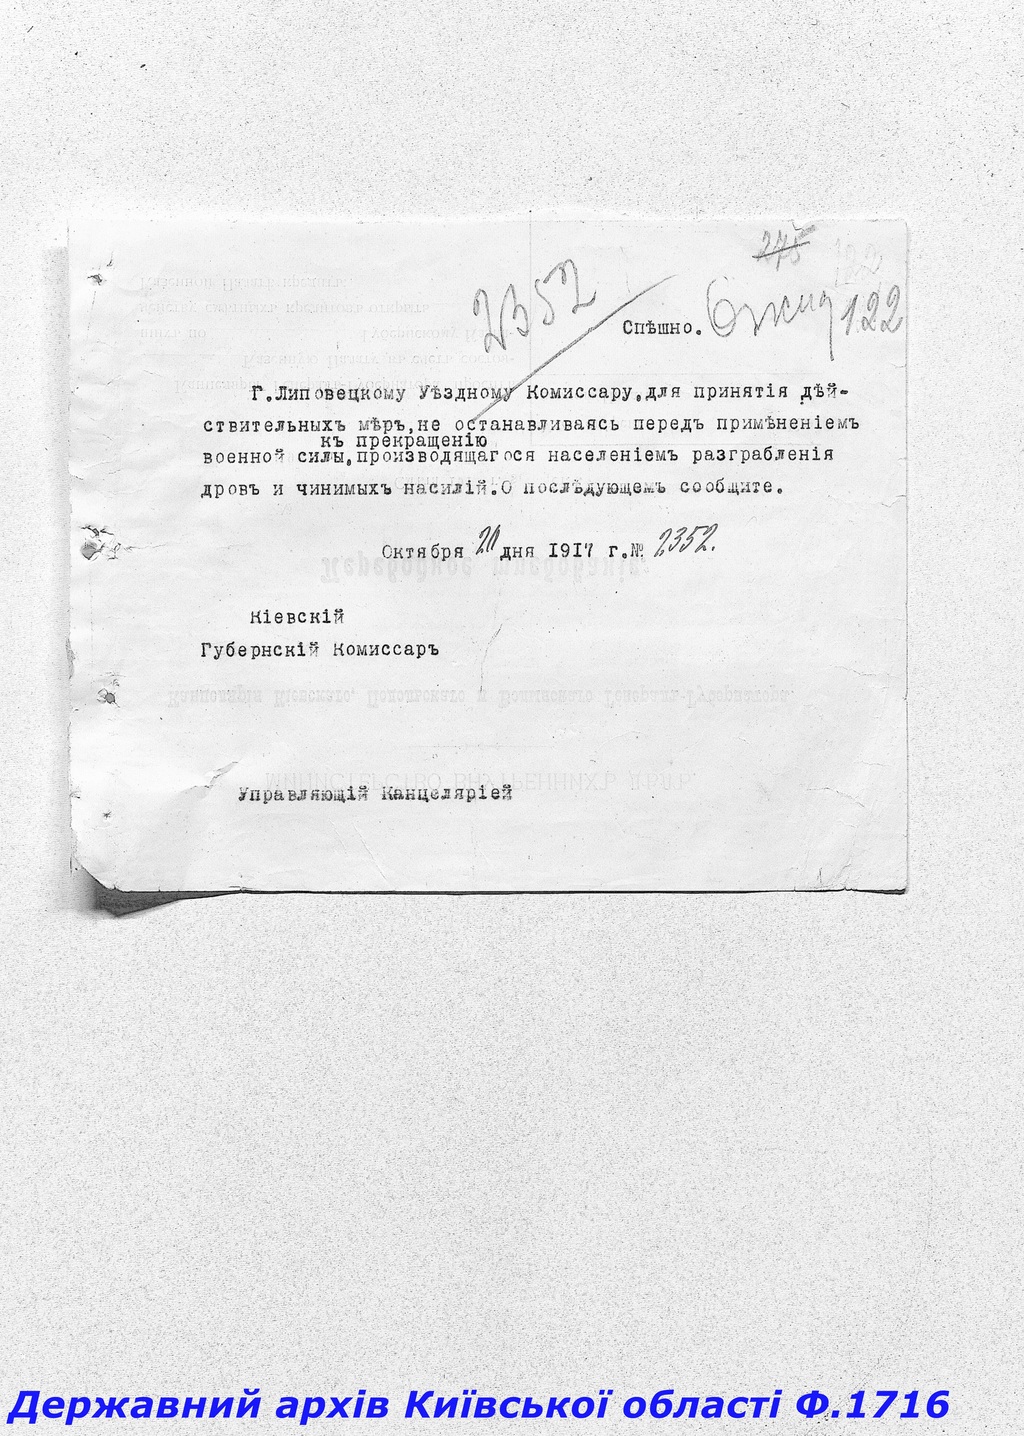 275
2352
Спѣшно.
122
Г.Липовецкому Уѣздному Комиссару,для принятія дѣй-
ствительныхъ мѣръ,не останавливаясь передъ примѣненіемъ
къ прекращенію
военной силы,производящагося населеніемъ разграбленія
дровъ и чинимыхъ насилій.О послѣдующемъ сообщите.
Октября дня 1917 г.№ 2352.
Кіевскій
Губернскій Комиссаръ
Управляющій Канцеляріей
Державний архів Київської області Ф.1716